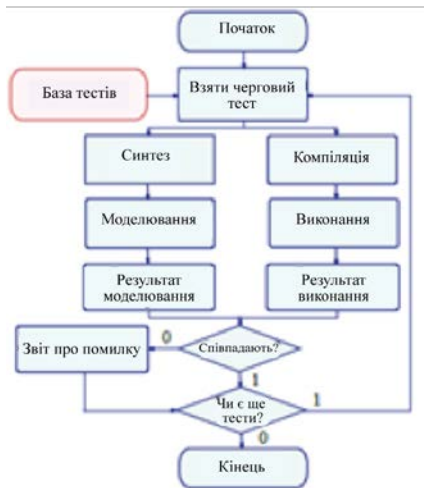 Початок
База тестів
Взяти черговий
тест
Синтез
Компіляція
Моделювання
Виконання
Результат
моделювання
Результат
виконання
Звіт про помилку
0
Співпадають?
1
Чи є ще
тести?
1
0
Кінець